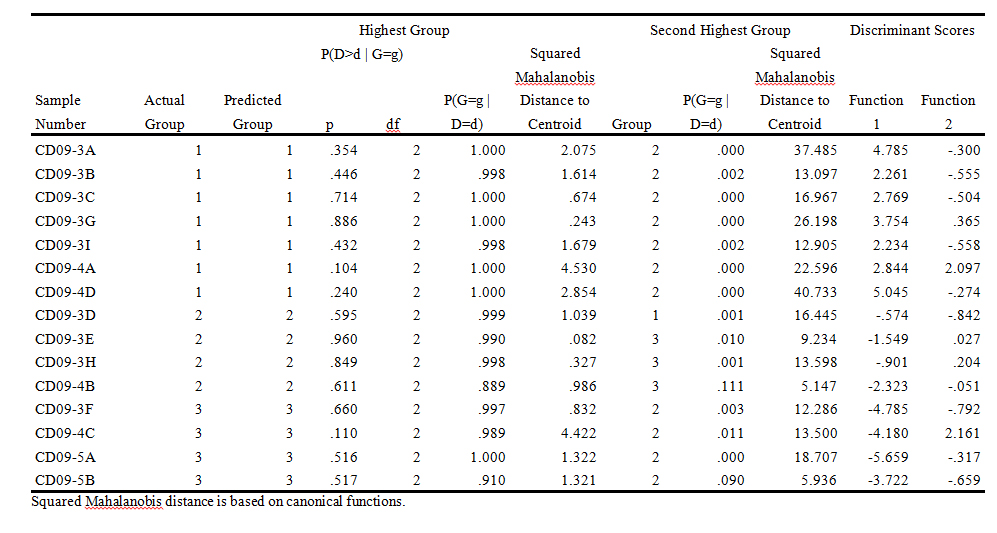 Highest Group Second Highest Group Discriminant Scores
P(D>d | G=g) Squared Squared
Mahalanobis Mahalanobis
Sample Actual Predicted P(G=g | Distance to P(G=g | Distance to Function Function
Number Group Group p df D=d) Centroid Group D=d) Centroid 1 2
CD09-3A 1 1 .354 2 1.000 2.075 2 .000 37.485 4.785 -.300
CD09-3B 1 1 .446 2 .998 1.614 2 .002 13.097 2.261 -.555
CD09-3C 1 1 .714 2 1.000 .674 2 .000 16.967 2.769 -.504
CD09-3G 1 1 .886 2 1.000 .243 2 .000 26.198 3.754 .365
CD09-3I 1 1 .432 2 .998 1.679 2 .002 12.905 2.234 -.558
CD09-4A 1 1 .104 2 1.000 4.530 2 .000 22.596 2.844 2.097
CD09-4D 1 1 .240 2 1.000 2.854 2 .000 40.733 5.045 -.274
CD09-3D 2 2 .595 2 .999 1.039 1 .001 16.445 -.574 -.842
CD09-3E 2 2 .960 2 .990 .082 3 .010 9.234 -1.549 .027
CD09-3H 2 2 .849 2 .998 .327 3 .001 13.598 -.901 .204
CD09-4B 2 2 .611 2 .889 .986 3 .111 5.147 -2.323 -.051
CD09-3F 3 3 .660 2 .997 .832 2 .003 12.286 -4.785 -.792
CD09-4C 3 3 .110 2 .989 4.422 2 .011 13.500 -4.180 2.161
CD09-5A 3 3 .516 2 1.000 1.322 2 .000 18.707 -5.659 -.317
CD09-5B 3 3 .517 2 .910 1.321 2 .090 5.936 -3.722 -.659
Squared Mahalanobis distance is based on canonical functions.